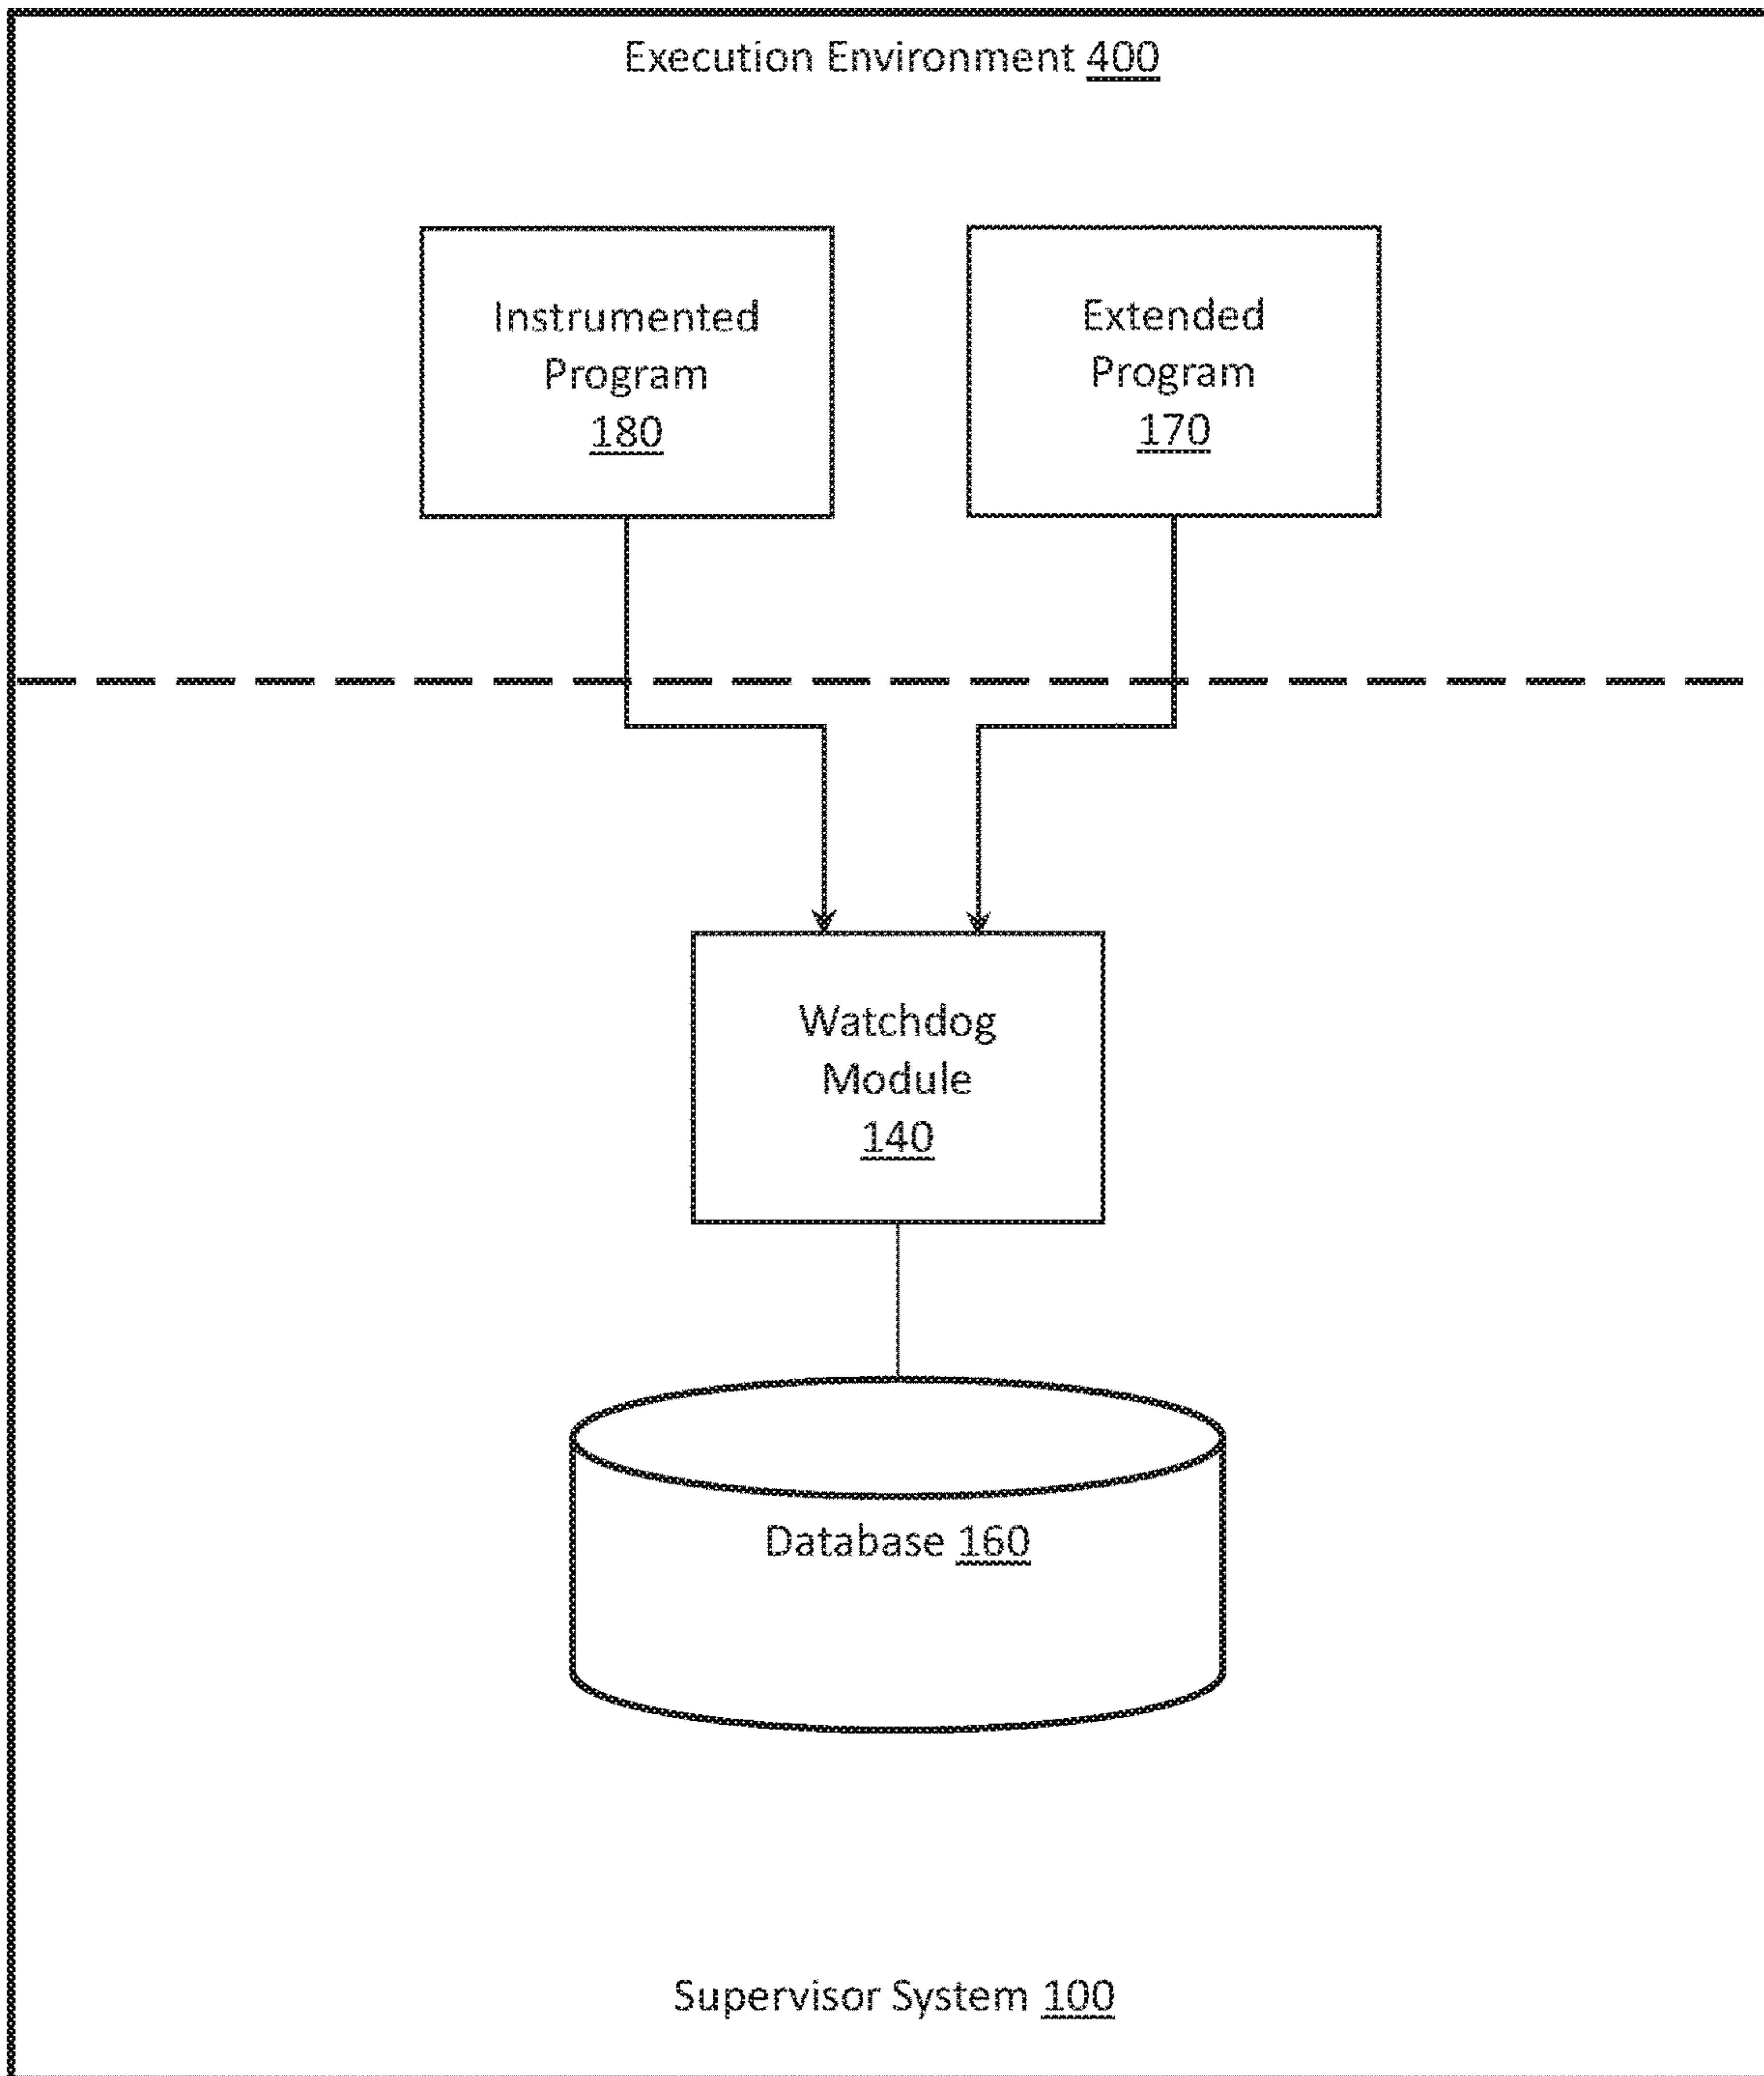 Execution Environment 400
Instrumented
Program
180
Extended
Program
170
Watchdog
Module
140
Database 160
Supervisor System 100